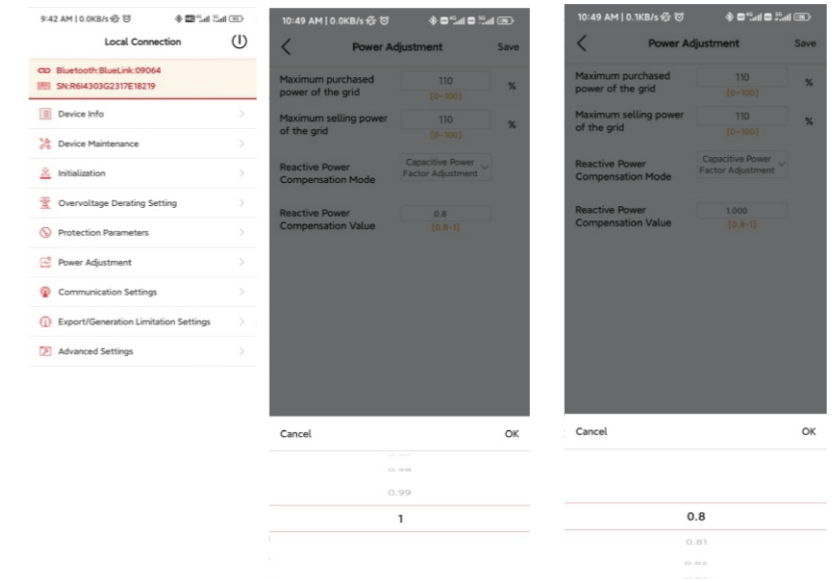 9:42 AM | 0.0KB/s
Local Connection
Bluetooth:BlueLink:09064
SN:R6I4303G2317E18219
Device Info
Device Maintenance
Initialization
Overvoltage Derating Setting
Protection Parameters
Power Adjustment
Communication Settings
Export/Generation Limitation Settings
Advanced Settings
10:49 AM | 0.0KB/s
Power Adjustment
Save
Maximum purchased
power of the grid
110
%
[0~100]
Maximum selling power
of the grid
110
%
[0~100]
Reactive Power
Compensation Mode
Capacitive Power
Factor Adjustment
Reactive Power
Compensation Value
0.8
[0.8~1]
Cancel
OK
0.98
0.99
1
10:49 AM | 0.1KB/s
Power Adjustment
Save
Maximum purchased
power of the grid
110
%
[0~100]
Maximum selling power
of the grid
110
%
[0~100]
Reactive Power
Compensation Mode
Capacitive Power
Factor Adjustment
Reactive Power
Compensation Value
1.000
[0.8~1]
Cancel
OK
0.8
0.81
0.82